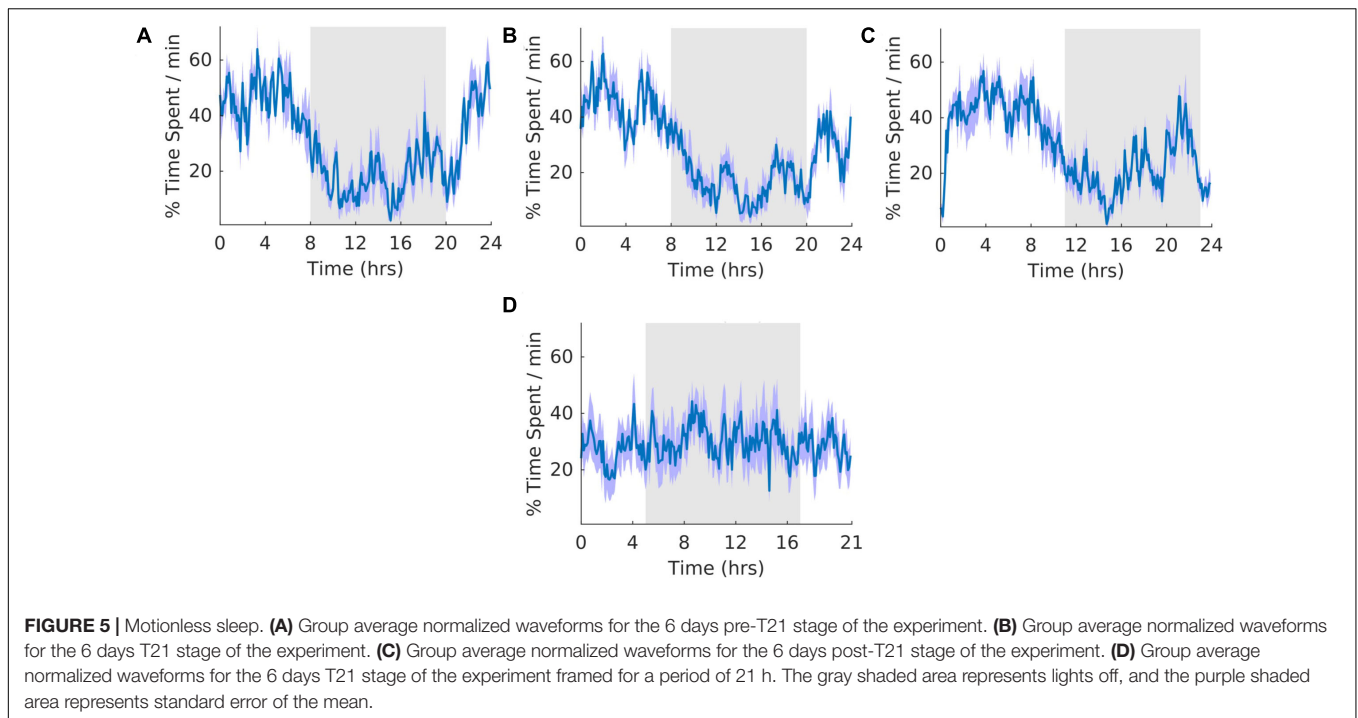 A
B
C
% Time Spent / min
60
40
20
0 4 8 12 16 20 24
Time (hrs)
% Time Spent / min
60
40
20
0 4 8 12 16 20 24
Time (hrs)
% Time Spent / min
60
40
20
0 4 8 12 16 20 24
Time (hrs)
D
% Time Spent / min
60
40
20
0 4 8 12 16 21
Time (hrs)
FIGURE 5 | Motionless sleep. (A) Group average normalized waveforms for the 6 days pre-T21 stage of the experiment. (B) Group average normalized waveforms
for the 6 days T21 stage of the experiment. (C) Group average normalized waveforms for the 6 days post-T21 stage of the experiment. (D) Group average
normalized waveforms for the 6 days T21 stage of the experiment framed for a period of 21 h. The gray shaded area represents lights off, and the purple shaded
area represents standard error of the mean.